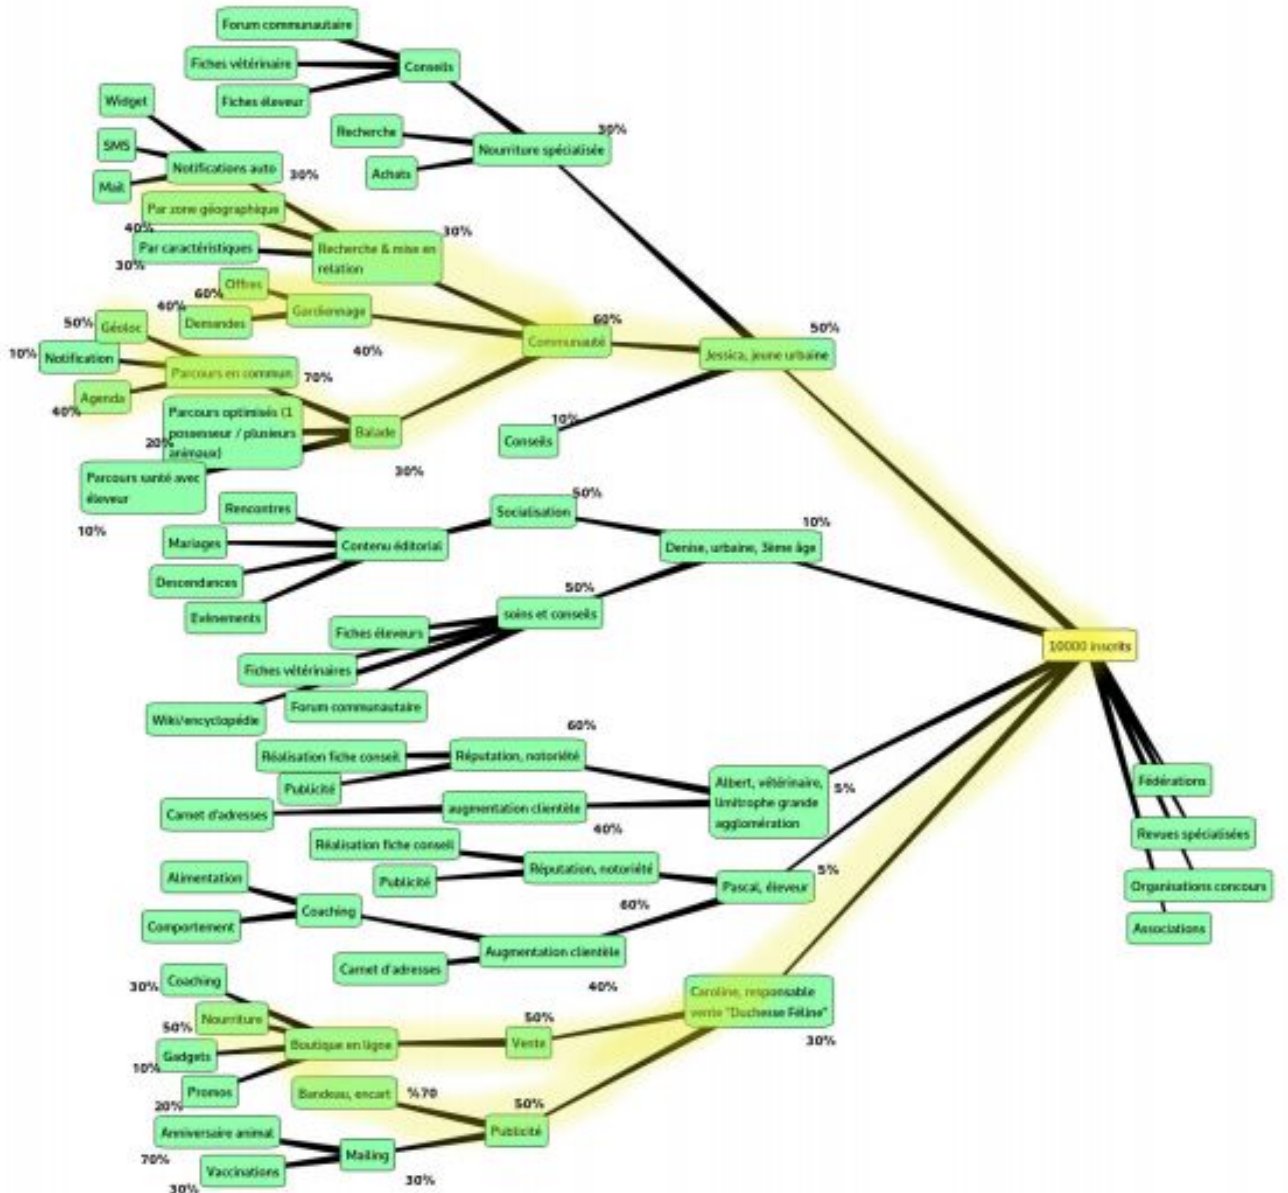 Forum communautaire
Fiches vétérinaire
Conseils
Fiches éleveur
Widget
Recherche
30%
SMS
Nourriture spécialisée
Notifications auto
Achats
30%
Mail
Par zone géographique
40%
30%
Par caractéristiques
Recherche & mise en
relation
30%
Offres
60%
40%
Gardiennage
60%
50%
Géoloc
Demandes
50%
Communauté
10%
Notification
40%
Jessica, jeune urbaine
Parcours en commun
70%
Agenda
40%
Parcours optimisés (1
possesseur / plusieurs
animaux)
10%
20%
Balade
Conseils
30%
Parcours santé avec
éleveur
10%
50%
Rencontres
Socialisation
10%
Mariages
Contenu éditorial
Denise, urbaine, 3ème âge
Descendances
50%
Evènements
soins et conseils
Fiches éleveurs
10000 inscrits
Fiches vétérinaires
Forum communautaire
Wiki/encyclopédie
60%
Réalisation fiche conseil
Réputation, notoriété
Publicité
Albert, vétérinaire,
limitrophe grande
agglomération
5%
Fédérations
Carnet d'adresses
augmentation clientèle
40%
Revues spécialisées
Réalisation fiche conseil
Réputation, notoriété
5%
Alimentation
Publicité
Pascal, éleveur
Organisations concours
60%
Coaching
Comportement
Augmentation clientèle
Associations
Carnet d'adresses
40%
Coaching
30%
Caroline, responsable
vente "Duchesse Féline"
30%
Nourriture
50%
50%
Boutique en ligne
Vente
Gadgets
10%
Promos
20%
Bandeau, encart
%70
50%
Anniversaire animal
Publicité
70%
Mailing
Vaccinations
30%
30%